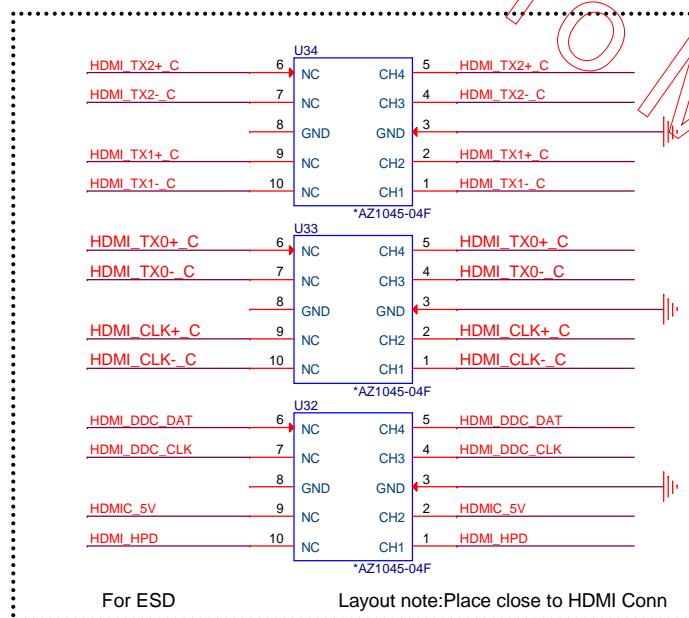 U34
HDMI_TX2+_C 6 NC CH4 5 HDMI_TX2+_C
HDMI_TX2-_C 7 NC CH3 4 HDMI_TX2-_C
8 GND GND 3
HDMI_TX1+_C 9 NC CH2 2 HDMI_TX1+_C
HDMI_TX1-_C 10 NC CH1 1 HDMI_TX1-_C
*AZ1045-04F
U33
HDMI_TX0+_C 6 NC CH4 5 HDMI_TX0+_C
HDMI_TX0-_C 7 NC CH3 4 HDMI_TX0-_C
8 GND GND 3
HDMI_CLK+_C 9 NC CH2 2 HDMI_CLK+_C
HDMI_CLK-_C 10 NC CH1 1 HDMI_CLK-_C
*AZ1045-04F
U32
HDMI_DDC_DAT 6 NC CH4 5 HDMI_DDC_DAT
HDMI_DDC_CLK 7 NC CH3 4 HDMI_DDC_CLK
8 GND GND 3
HDMIC_5V 9 NC CH2 2 HDMIC_5V
HDMI_HPD 10 NC CH1 1 HDMI_HPD
*AZ1045-04F
For ESD Layout note:Place close to HDMI Conn